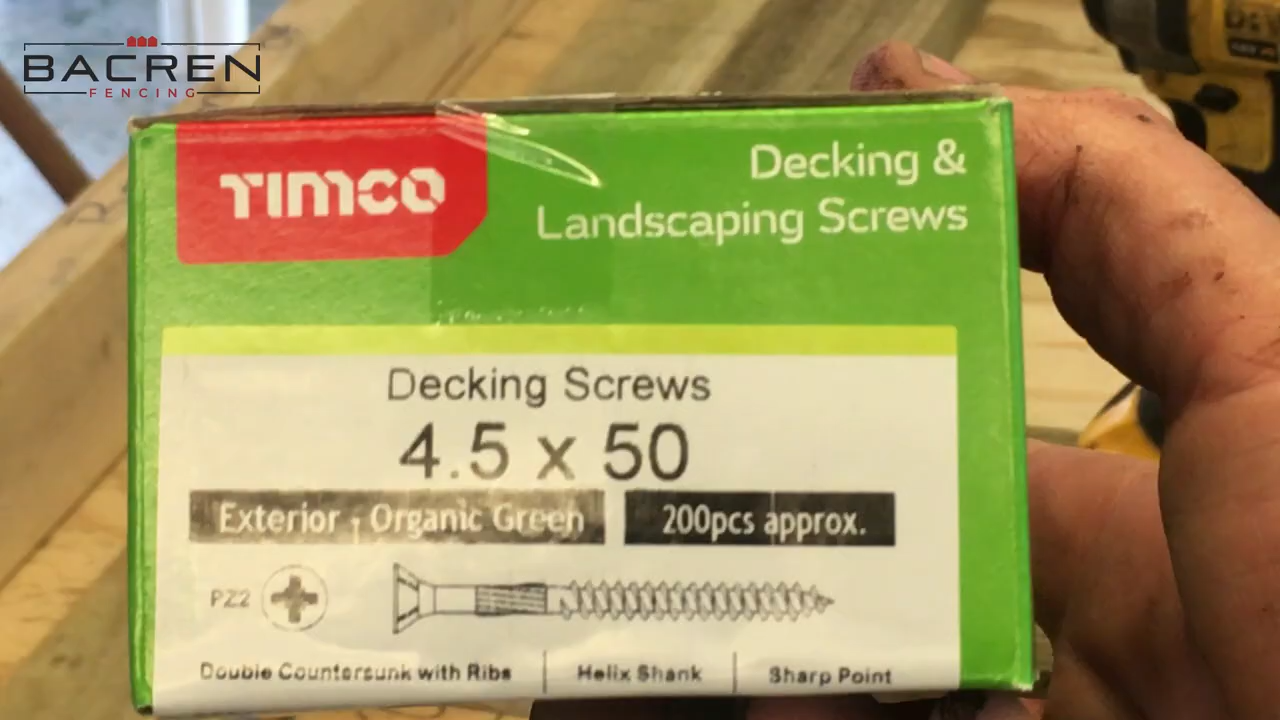 BACREN
FENCING
TIMCO
Decking &
Landscaping Screws
Decking Screws
4.5 x 50
Exterior - Organic Green
200pcs approx.
PZ2
Double Countersunk with Ribs
Helix Shank
Sharp Point